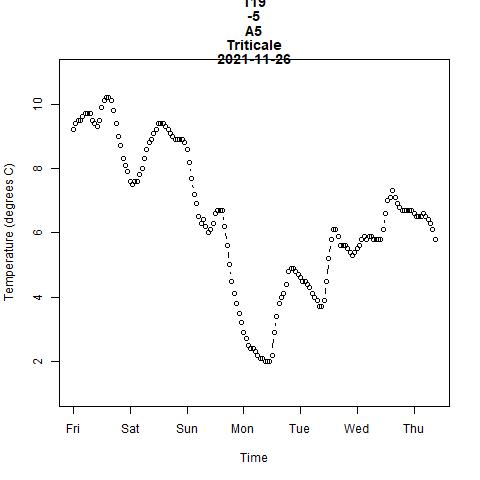 T19
-5
A5
Triticale
2021-11-26
Temperature (degrees C)
10
8
6
4
2
Fri Sat Sun Mon Tue Wed Thu
Time